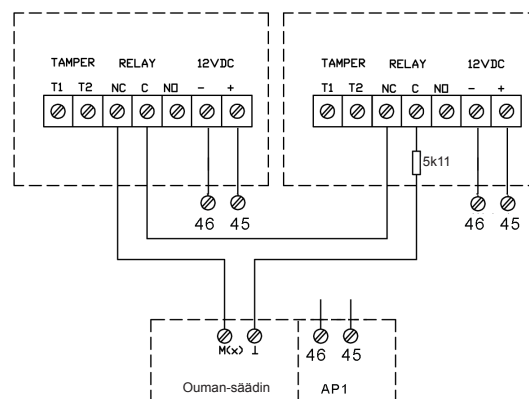 TAMPER RELAY 12VDC
T1 T2 NC C NO - +
TAMPER RELAY 12VDC
T1 T2 NC C NO - +
5k11
46 45
46 45
M(x) ⊥
46 45
Ouman-säädin
AP1